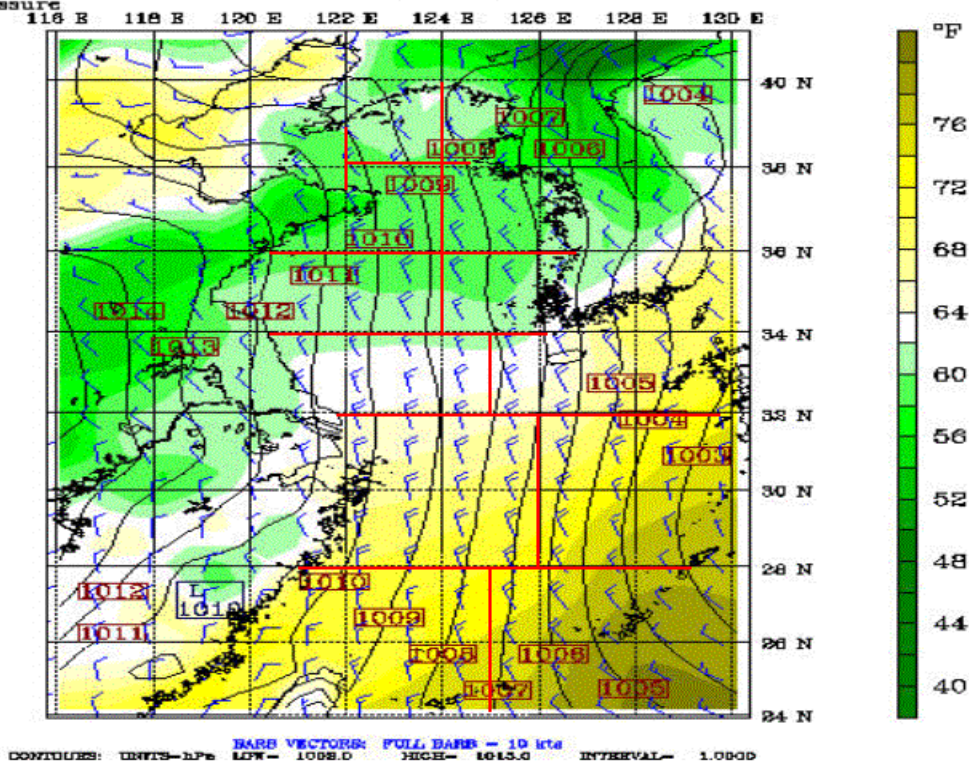 ssure
116 E 118 E 120 E 122 E 124 E 126 E 128 E 130 E
°F
40 N
1004
1007
76
1008 1006
38 N
1009
72
1010
36 N
68
1011
1014 1012
64
34 N
1013
60
1005
32 N
1004
56
1003
30 N
52
48
28 N
1010
1012 L
1010
1009
44
1011
26 N
1008 1006
1007 1005
40
24 N
BARB VECTORS: FULL BARB = 10 kts
CONTOURS: UNITS=hPa LOW= HIGH= INTERVAL= 1.0000